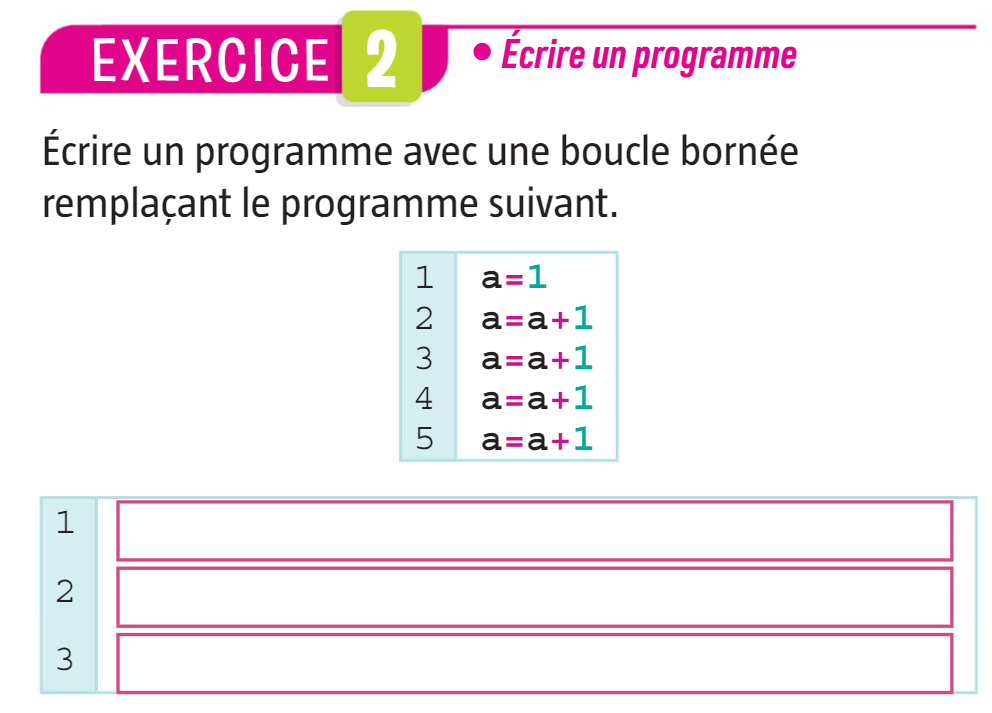 EXERCICE 2 • Écrire un programme
Écrire un programme avec une boucle bornée
remplaçant le programme suivant.
1 a=1
2 a=a+1
3 a=a+1
4 a=a+1
5 a=a+1
1
2
3